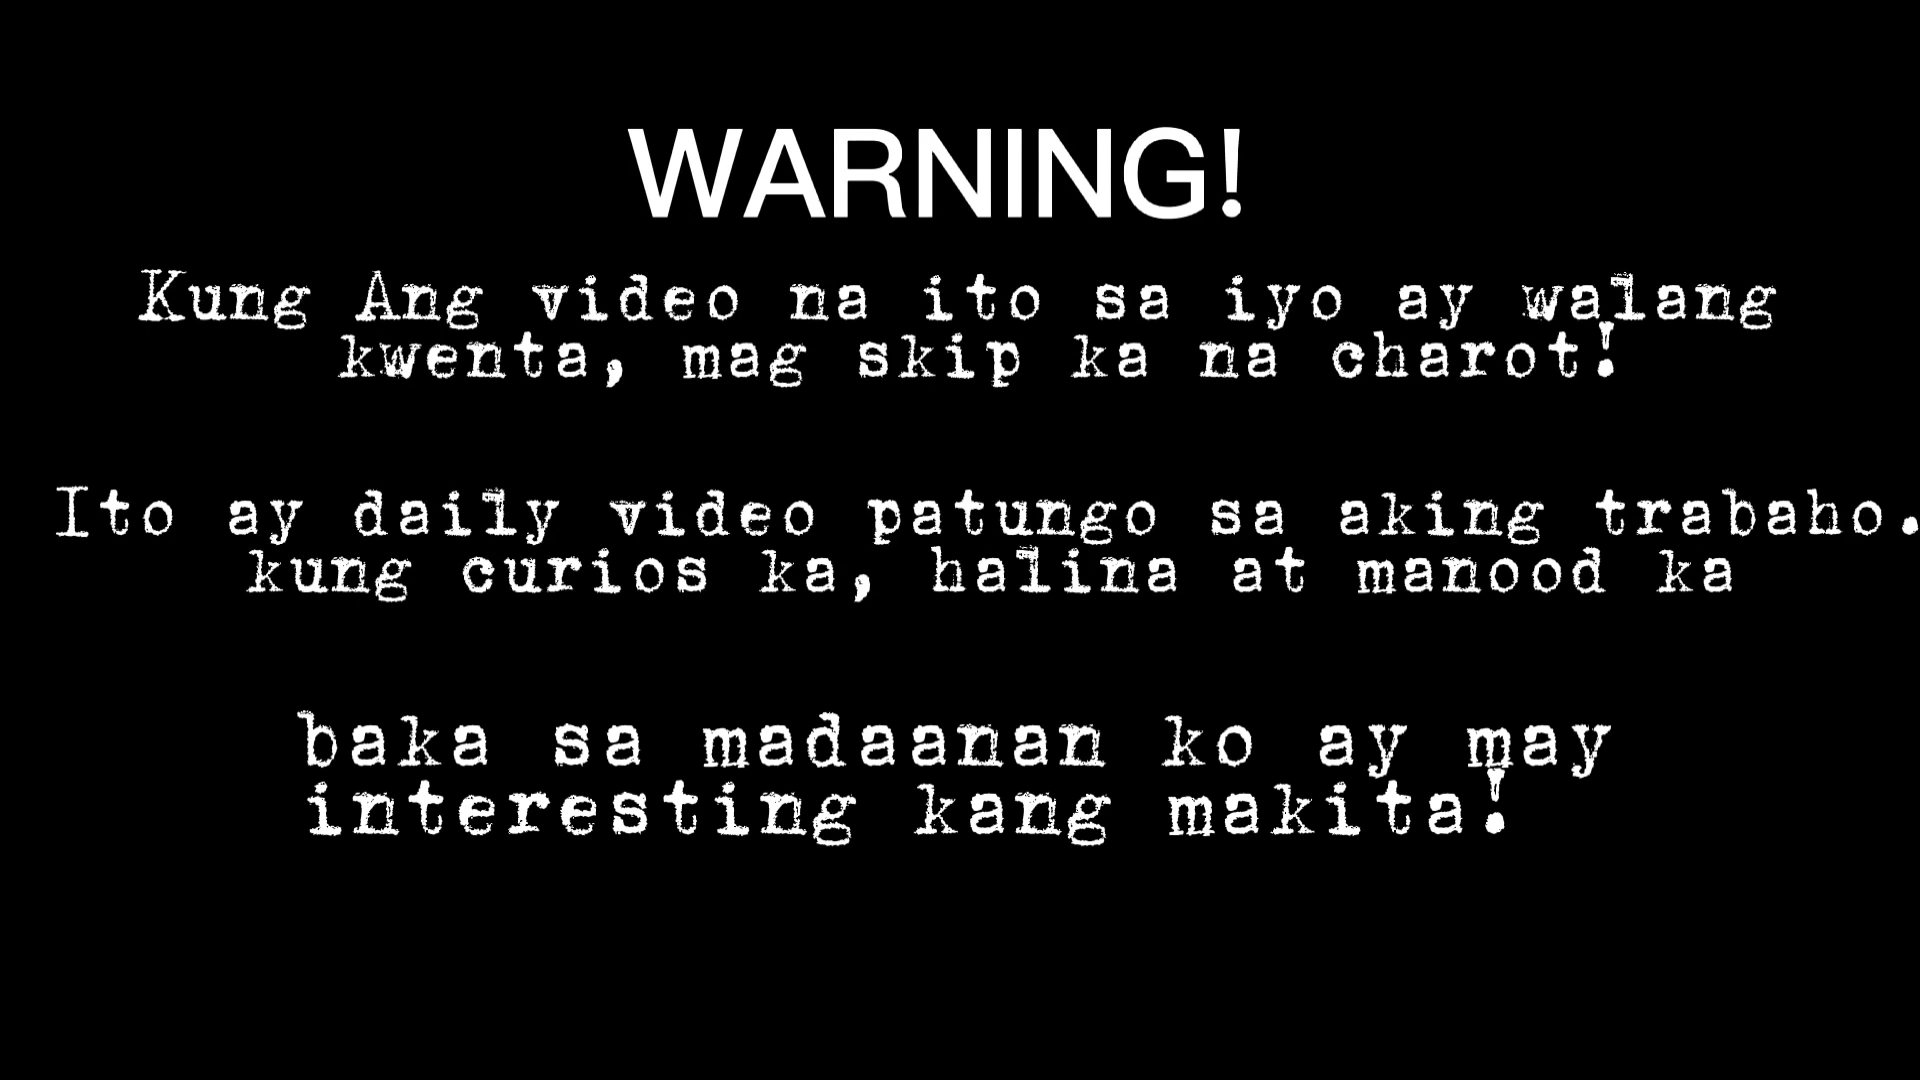 WARNING!
Kung Ang video na ito sa iyo ay walang
kwenta, mag skip ka na charot!
Ito ay daily video patungo sa aking trabaho.
kung curios ka, halina at manood ka
baka sa madaanan ko ay may
interesting kang makita!